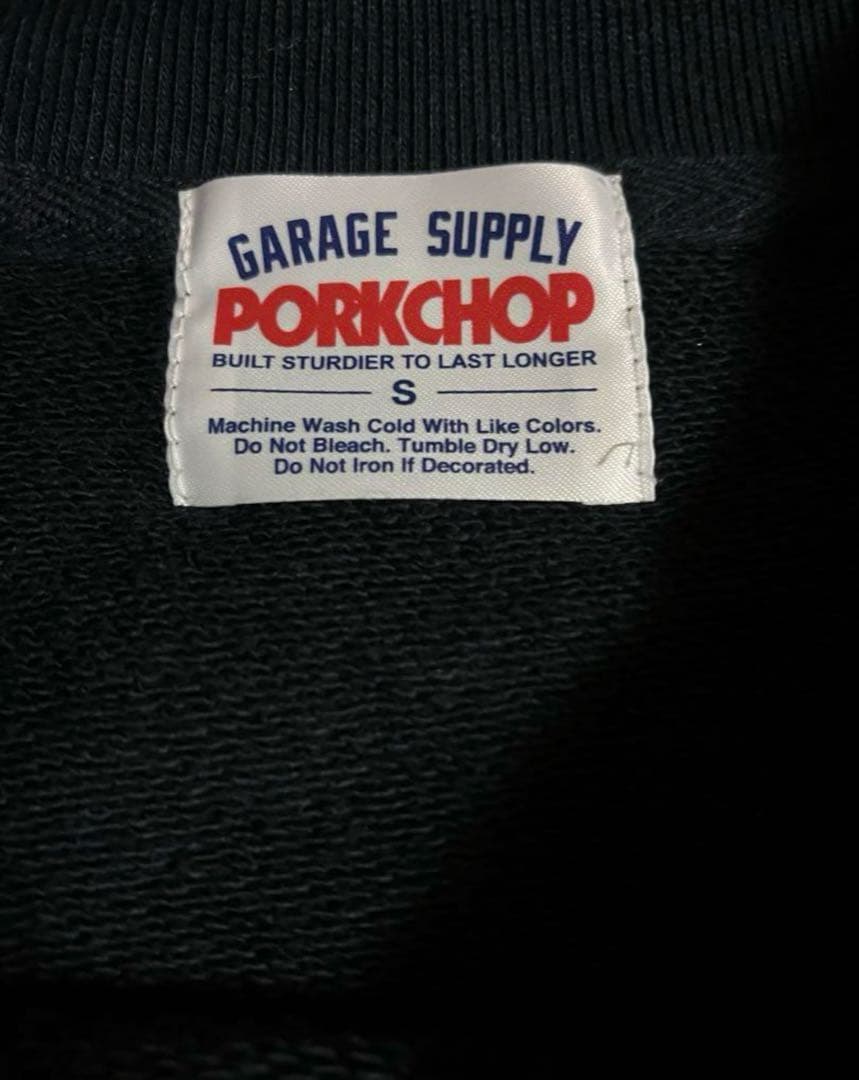 GARAGE SUPPLY
PORKCHOP
BUILT STURDIER TO LAST LONGER
S
Machine Wash Cold With Like Colors.
Do Not Bleach. Tumble Dry Low.
Do Not Iron If Decorated.